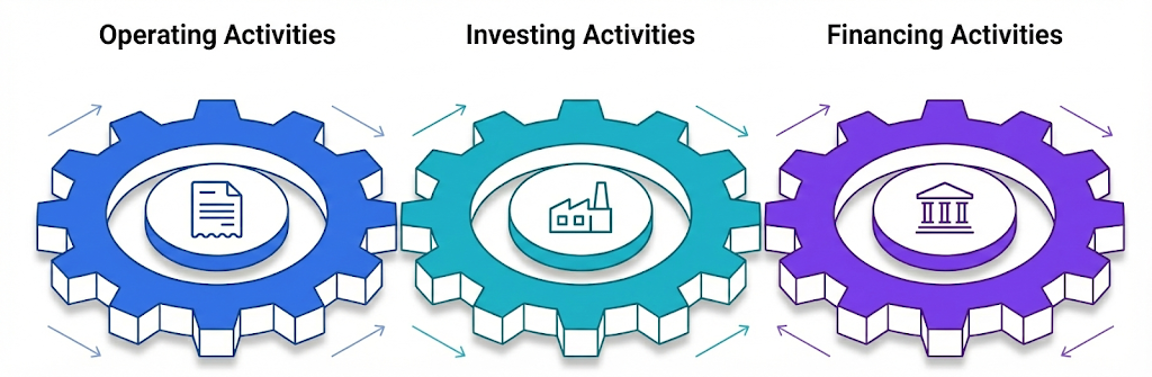 Operating Activities
Investing Activities
Financing Activities